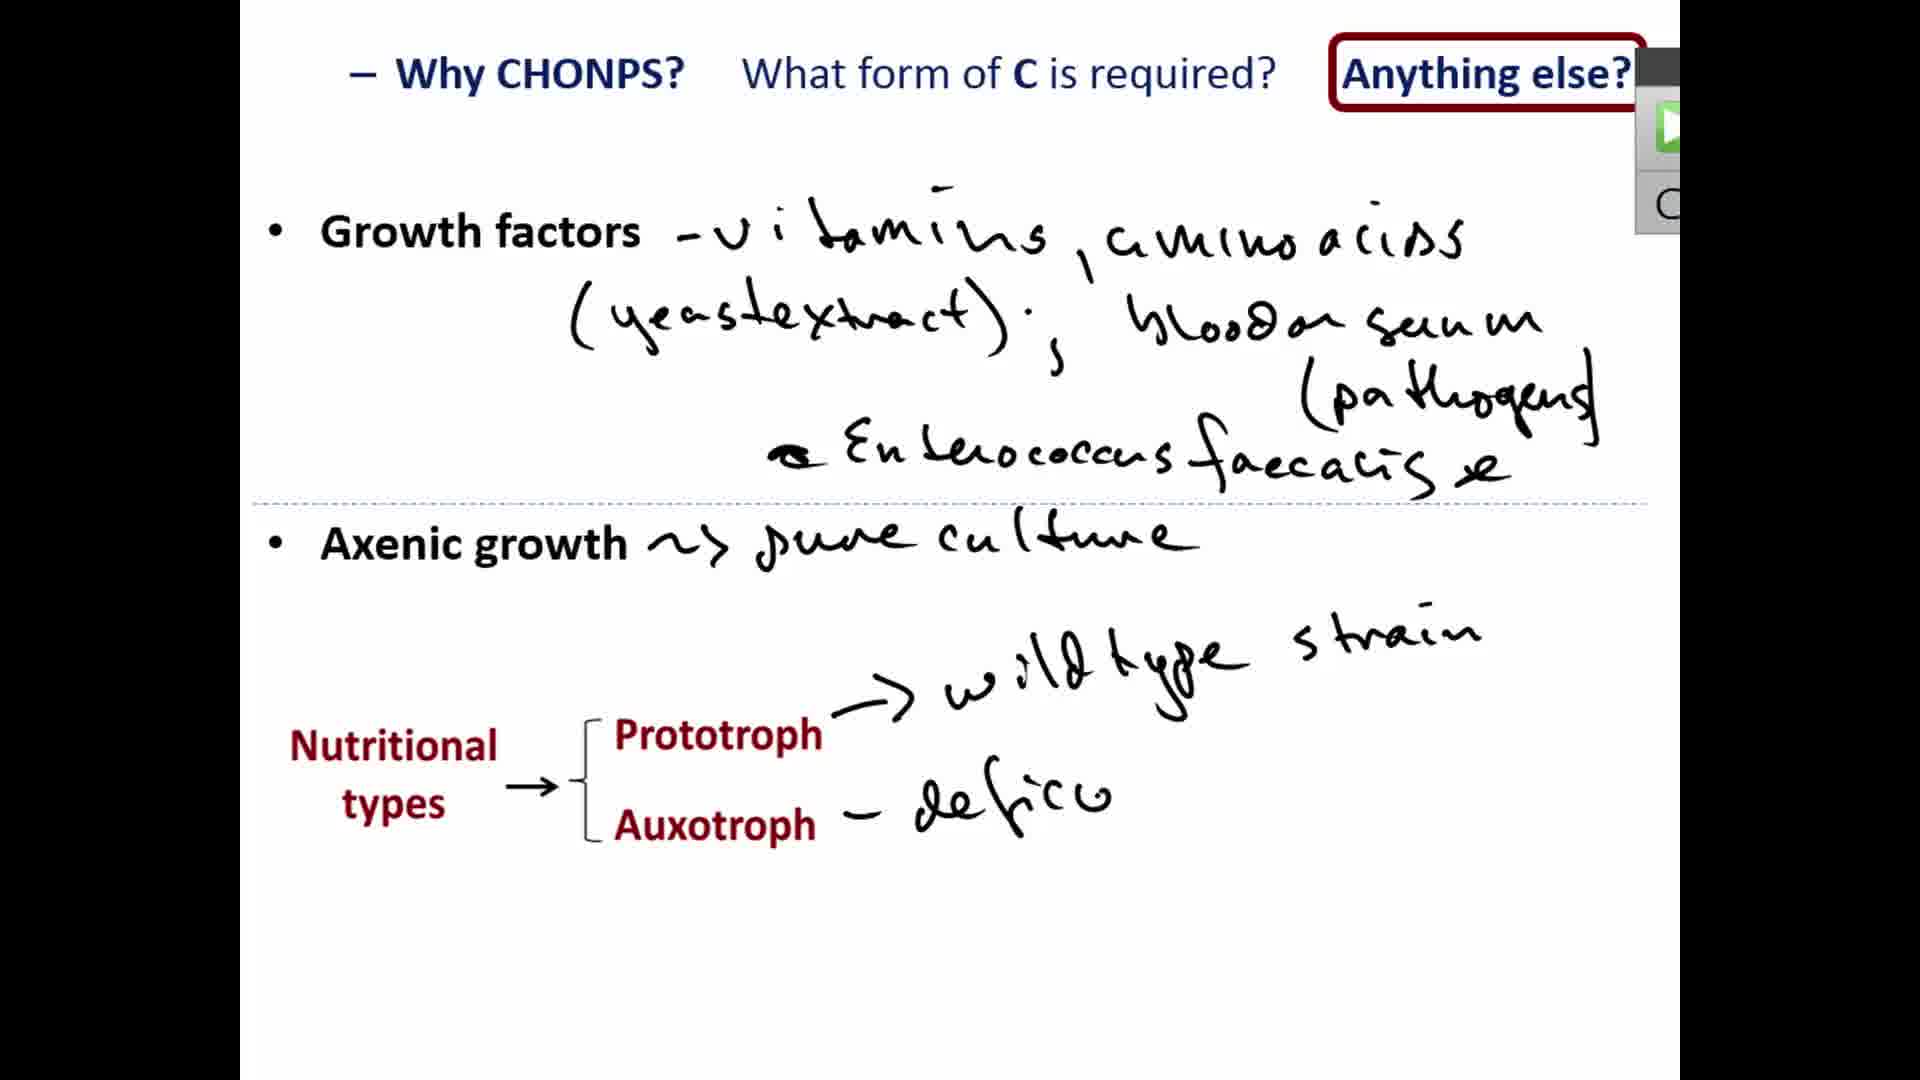 – Why CHONPS? What form of C is required? Anything else?
• Growth factors - vitamins, amino acids
(yeast extract); blood or serum
(pathogens)
- Enterococcus faecalis
• Axenic growth ~> pure culture
→ wild type strain
Nutritional types → Prototroph
Auxotroph – defici